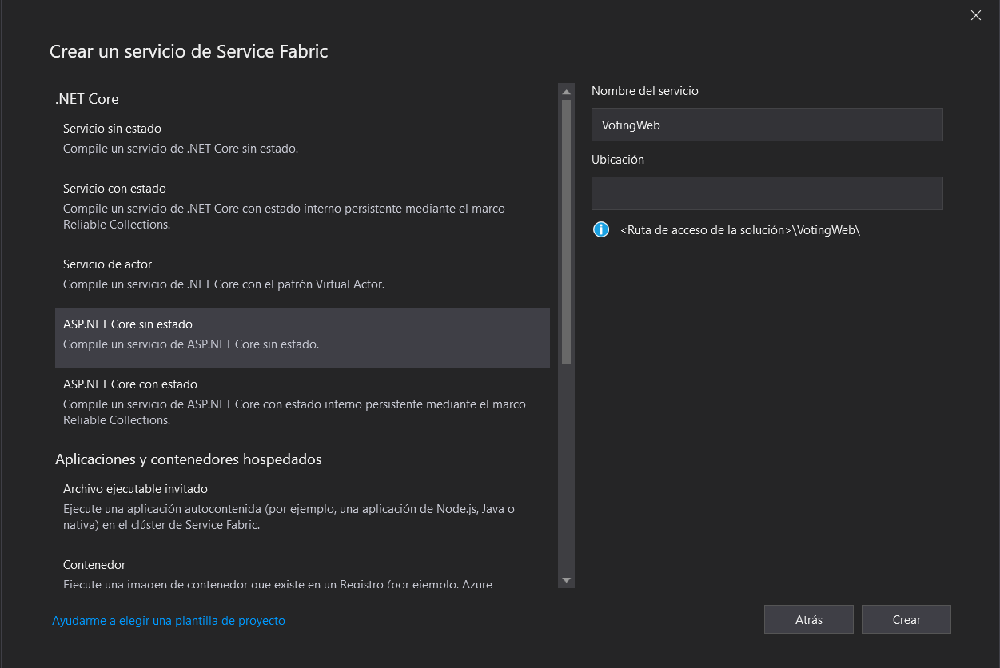 Crear un servicio de Service Fabric
.NET Core
Servicio sin estado
Compile un servicio de .NET Core sin estado.
Servicio con estado
Compile un servicio de .NET Core con estado interno persistente mediante el marco
Reliable Collections.
Servicio de actor
Compile un servicio de .NET Core con el patrón Virtual Actor.
ASP.NET Core sin estado
Compile un servicio de ASP.NET Core sin estado.
ASP.NET Core con estado
Compile un servicio de ASP.NET Core con estado interno persistente mediante el marco
Reliable Collections.
Aplicaciones y contenedores hospedados
Archivo ejecutable invitado
Ejecute una aplicación autocontenida (por ejemplo, una aplicación de Node.js, Java o
nativa) en el clúster de Service Fabric.
Contenedor
Ejecute una imagen de contenedor que existe en un Registro (por ejemplo, Azure
Nombre del servicio
VotingWeb
Ubicación
<Ruta de acceso de la solución>\VotingWeb\
Ayudarme a elegir una plantilla de proyecto
Atrás
Crear